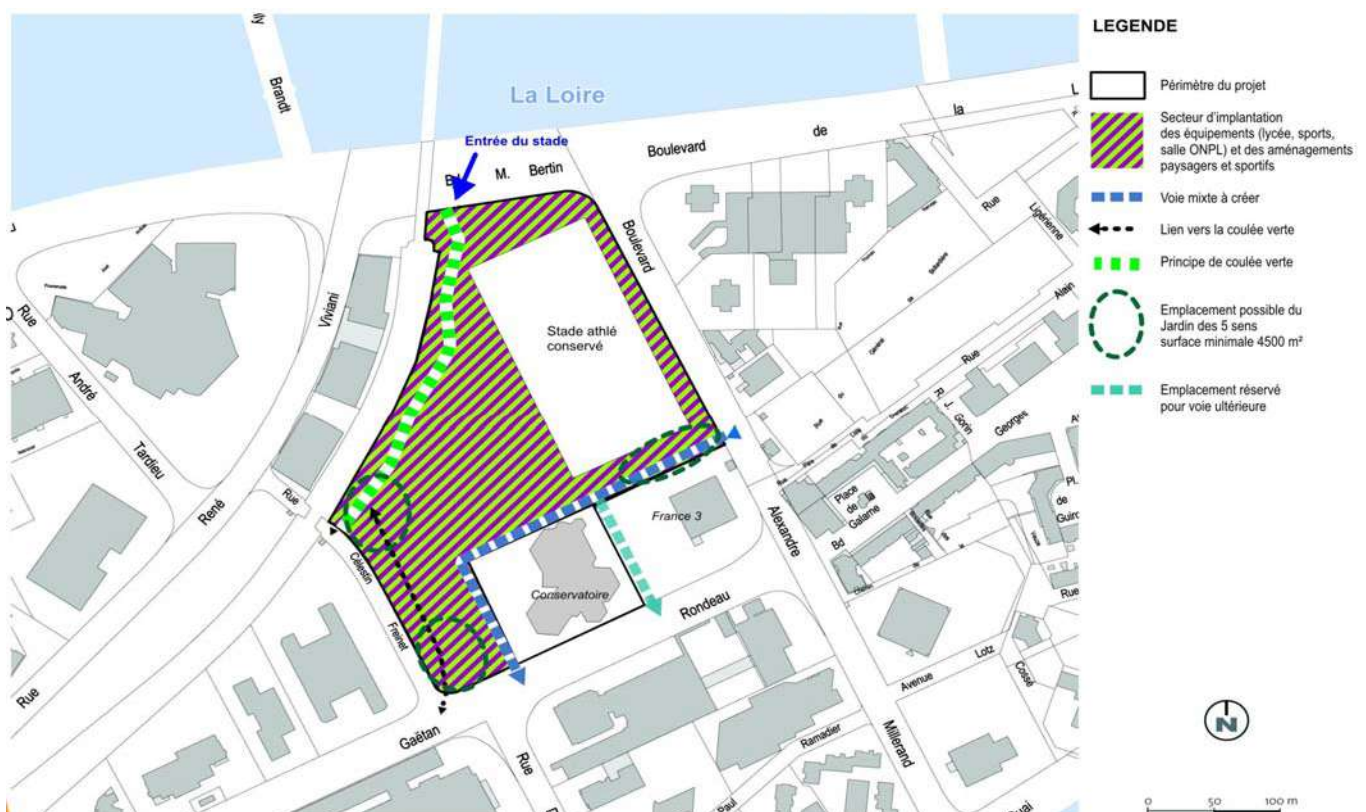 Brandt
La Loire
Entrée du stade
Bd M. Bertin
Boulevard de la L
Boulevard
Rue
Ligérienne
Viviani
Stade athlé
conservé
Alain
Rue
R. J.
Gorin
Georges
Rue
André
Tardieu
René
Rue
Rue
Place
de
Galarne
Pl.
de
Guiro
France 3
Alexandre
Bd
Célestin
Freinet
Conservatoire
Rondeau
Rue
Lotz
Avenue
Cossé
Rue
Gaëtan
Rue
Millerand
Ramadier
Paul
Quai
LEGENDE
Périmètre du projet
Secteur d'implantation
des équipements (lycée, sports,
salle ONPL) et des aménagements
paysagers et sportifs
Voie mixte à créer
Lien vers la coulée verte
Principe de coulée verte
Emplacement possible du
Jardin des 5 sens
surface minimale 4500 m²
Emplacement réservé
pour voie ultérieure
N
0 50 100 m